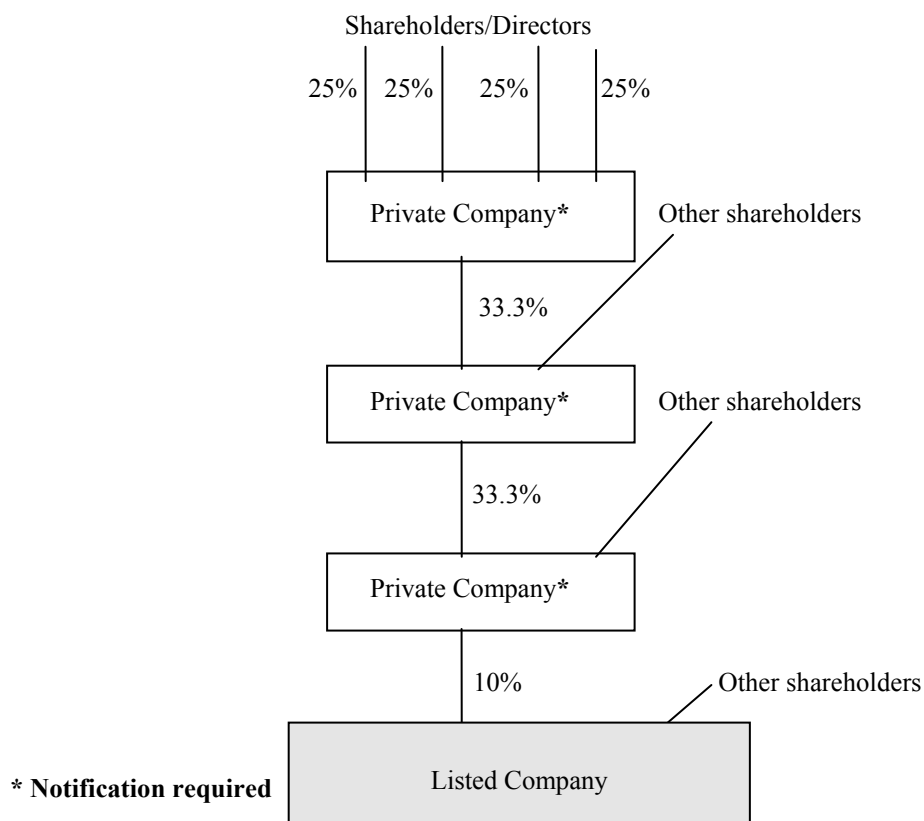 Shareholders/Directors
25% 25% 25% 25%
Private Company* Other shareholders
33.3%
Private Company* Other shareholders
33.3%
Private Company*
10% Other shareholders
Listed Company
* Notification required